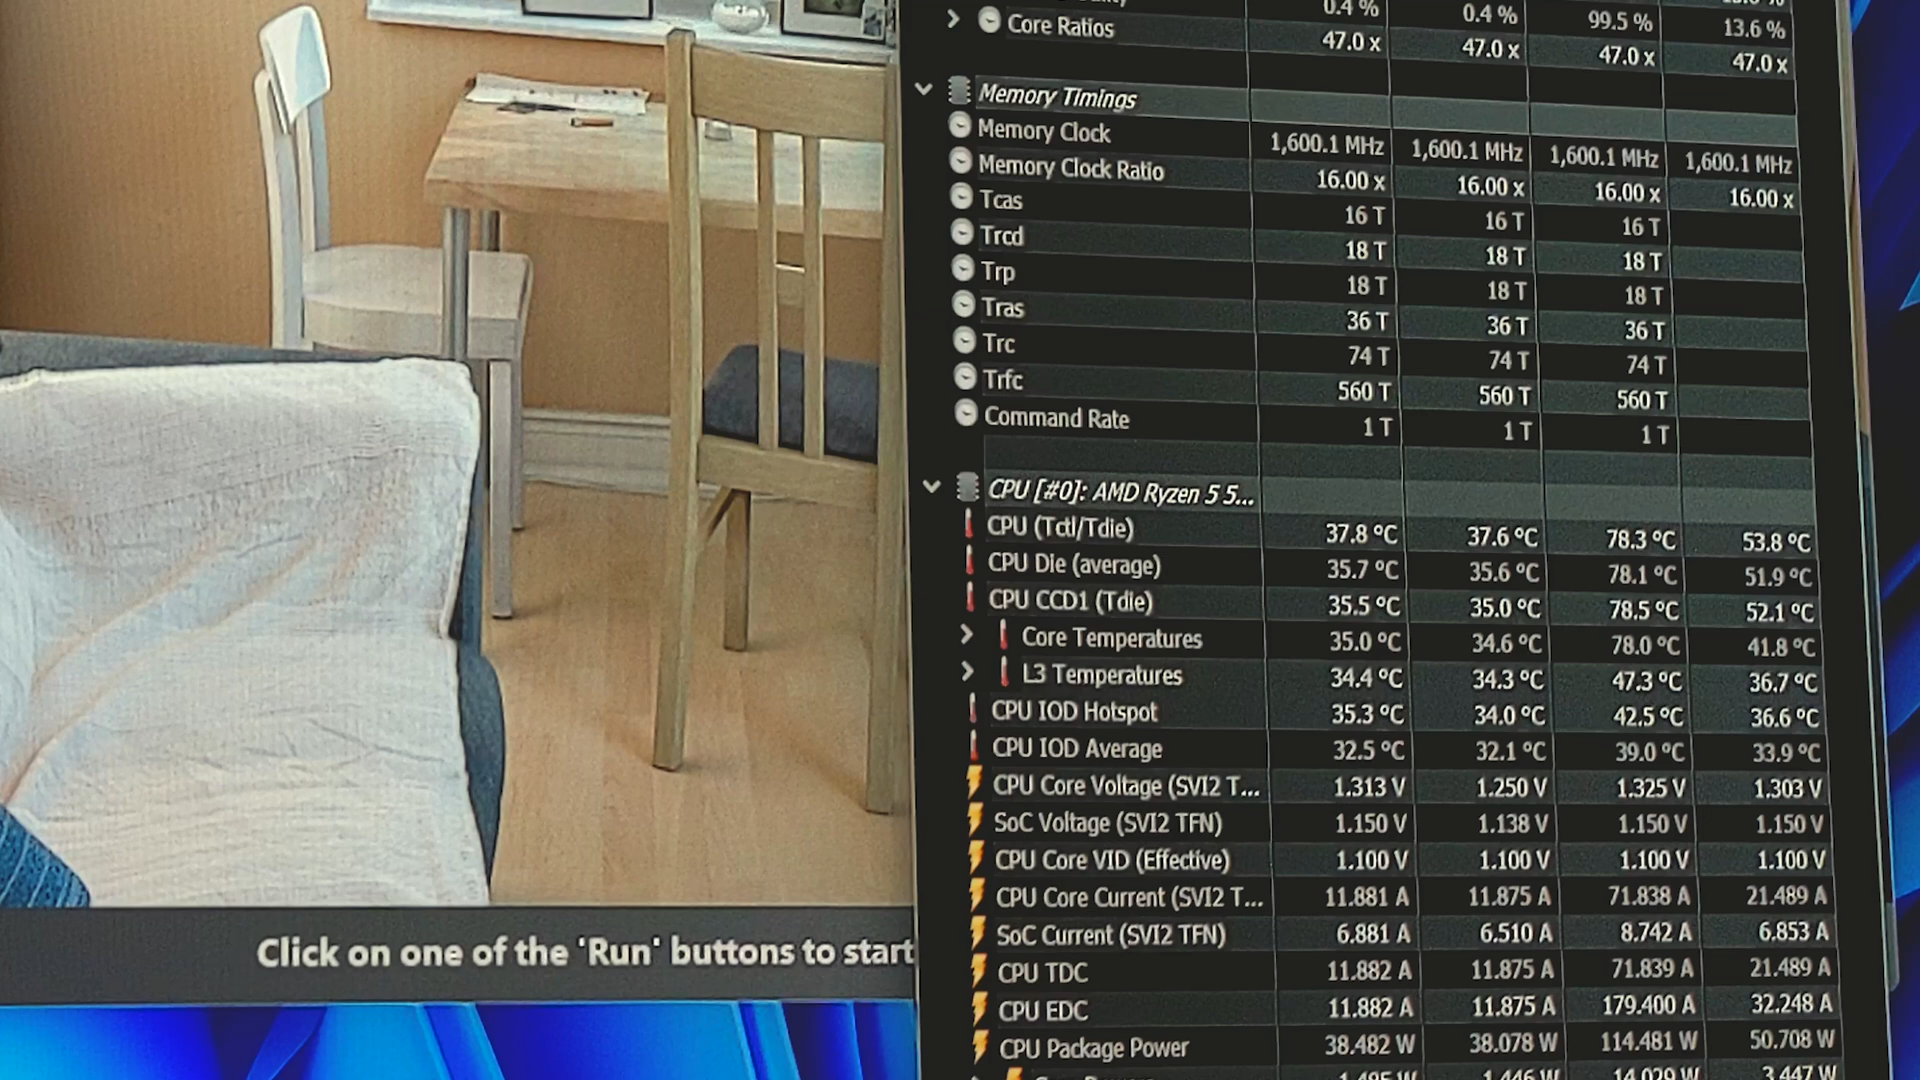 0.4 % 0.4 % 99.5 % 13.6 %
Core Ratios 47.0 x 47.0 x 47.0 x 47.0 x
Memory Timings
Memory Clock 1,600.1 MHz 1,600.1 MHz 1,600.1 MHz 1,600.1 MHz
Memory Clock Ratio 16.00 x 16.00 x 16.00 x 16.00 x
Tcas 16 T 16 T 16 T
Trcd 18 T 18 T 18 T
Trp 18 T 18 T 18 T
Tras 36 T 36 T 36 T
Trc 74 T 74 T 74 T
Trfc 560 T 560 T 560 T
Command Rate 1 T 1 T 1 T
CPU [#0]: AMD Ryzen 5 5...
CPU (Tctl/Tdie) 37.8 °C 37.6 °C 78.3 °C 53.8 °C
CPU Die (average) 35.7 °C 35.6 °C 78.1 °C 51.9 °C
CPU CCD1 (Tdie) 35.5 °C 35.0 °C 78.5 °C 52.1 °C
Core Temperatures 35.0 °C 34.6 °C 78.0 °C 41.8 °C
L3 Temperatures 34.4 °C 34.3 °C 47.3 °C 36.7 °C
CPU IOD Hotspot 35.3 °C 34.0 °C 42.5 °C 36.6 °C
CPU IOD Average 32.5 °C 32.1 °C 39.0 °C 33.9 °C
CPU Core Voltage (SVI2 T... 1.313 V 1.250 V 1.325 V 1.303 V
SoC Voltage (SVI2 TFN) 1.150 V 1.138 V 1.150 V 1.150 V
CPU Core VID (Effective) 1.100 V 1.100 V 1.100 V 1.100 V
CPU Core Current (SVI2 T... 11.881 A 11.875 A 71.838 A 21.489 A
SoC Current (SVI2 TFN) 6.881 A 6.510 A 8.742 A 6.853 A
CPU TDC 11.882 A 11.875 A 71.839 A 21.489 A
CPU EDC 11.882 A 11.875 A 179.400 A 32.248 A
CPU Package Power 38.482 W 38.078 W 114.481 W 50.708 W
1.446 W 14.029 W 3.447 W
Click on one of the 'Run' buttons to start